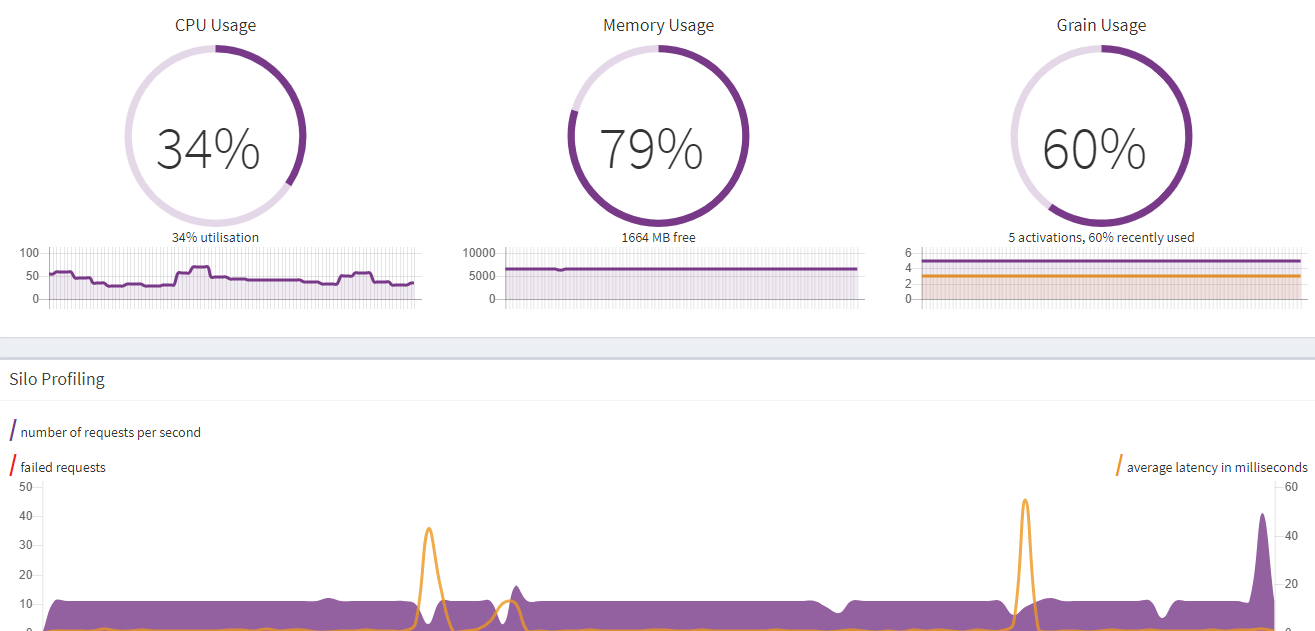 CPU Usage
Memory Usage
Grain Usage
34%
79%
60%
34% utilisation
1664 MB free
5 activations, 60% recently used
100
50
0
10000
5000
0
6
4
2
0
Silo Profiling
number of requests per second
failed requests
average latency in milliseconds
50
40
30
20
10
0
60
40
20
0